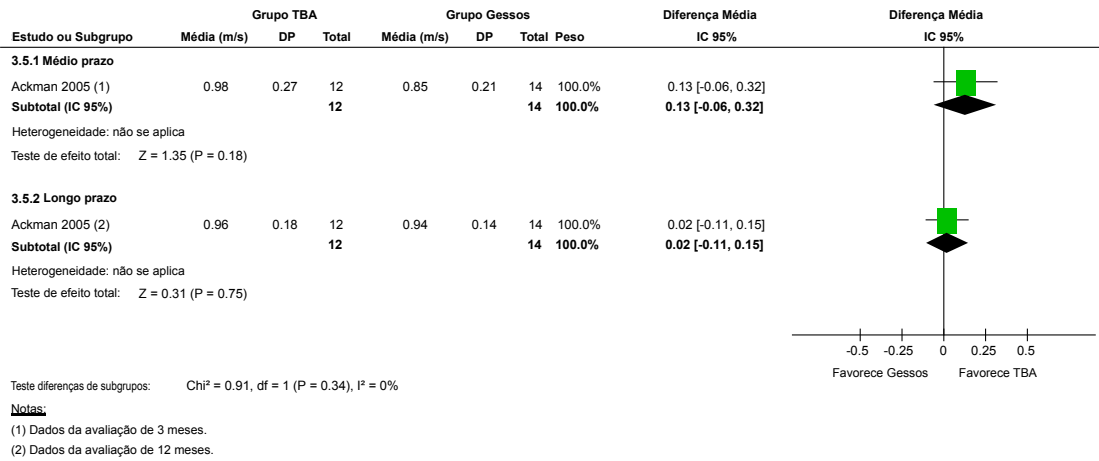 Grupo TBA Grupo Gessos Diferença Média Diferença Média
Estudo ou Subgrupo Média (m/s) DP Total Média (m/s) DP Total Peso IC 95% IC 95%
3.5.1 Médio prazo
Ackman 2005 (1) 0.98 0.27 12 0.85 0.21 14 100.0% 0.13 [-0.06, 0.32]
Subtotal (IC 95%) 12 14 100.0% 0.13 [-0.06, 0.32]
Heterogeneidade: não se aplica
Teste de efeito total: Z = 1.35 (P = 0.18)
3.5.2 Longo prazo
Ackman 2005 (2) 0.96 0.18 12 0.94 0.14 14 100.0% 0.02 [-0.11, 0.15]
Subtotal (IC 95%) 12 14 100.0% 0.02 [-0.11, 0.15]
Heterogeneidade: não se aplica
Teste de efeito total: Z = 0.31 (P = 0.75)
-0.5 -0.25 0 0.25 0.5
Favorece Gessos Favorece TBA
Teste diferenças de subgrupos: Chi² = 0.91, df = 1 (P = 0.34), I² = 0%
Notas:
(1) Dados da avaliação de 3 meses.
(2) Dados da avaliação de 12 meses.